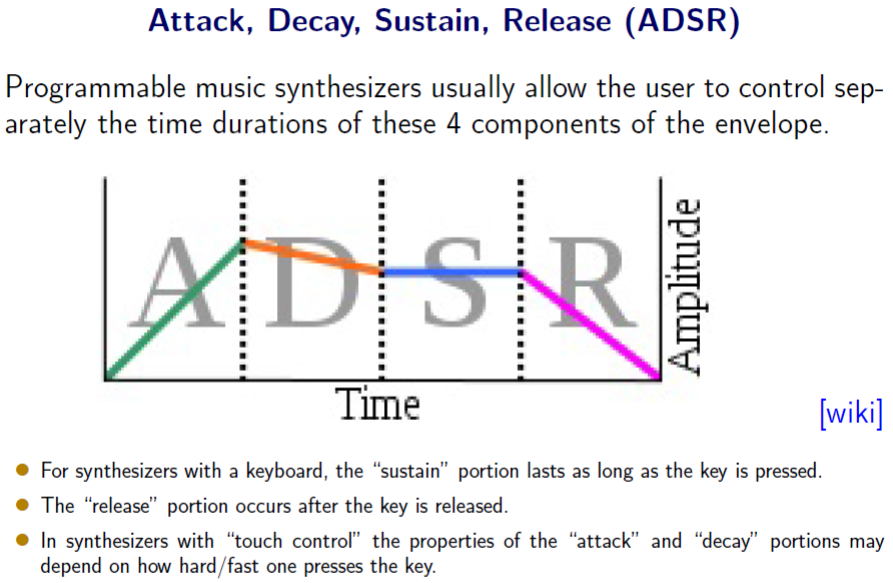 Attack, Decay, Sustain, Release (ADSR)
Programmable music synthesizers usually allow the user to control sep-
arately the time durations of these 4 components of the envelope.
A D S R
Amplitude
Time
[wiki]
For synthesizers with a keyboard, the “sustain” portion lasts as long as the key is pressed.
The “release” portion occurs after the key is released.
In synthesizers with “touch control” the properties of the “attack” and “decay” portions may
depend on how hard/fast one presses the key.